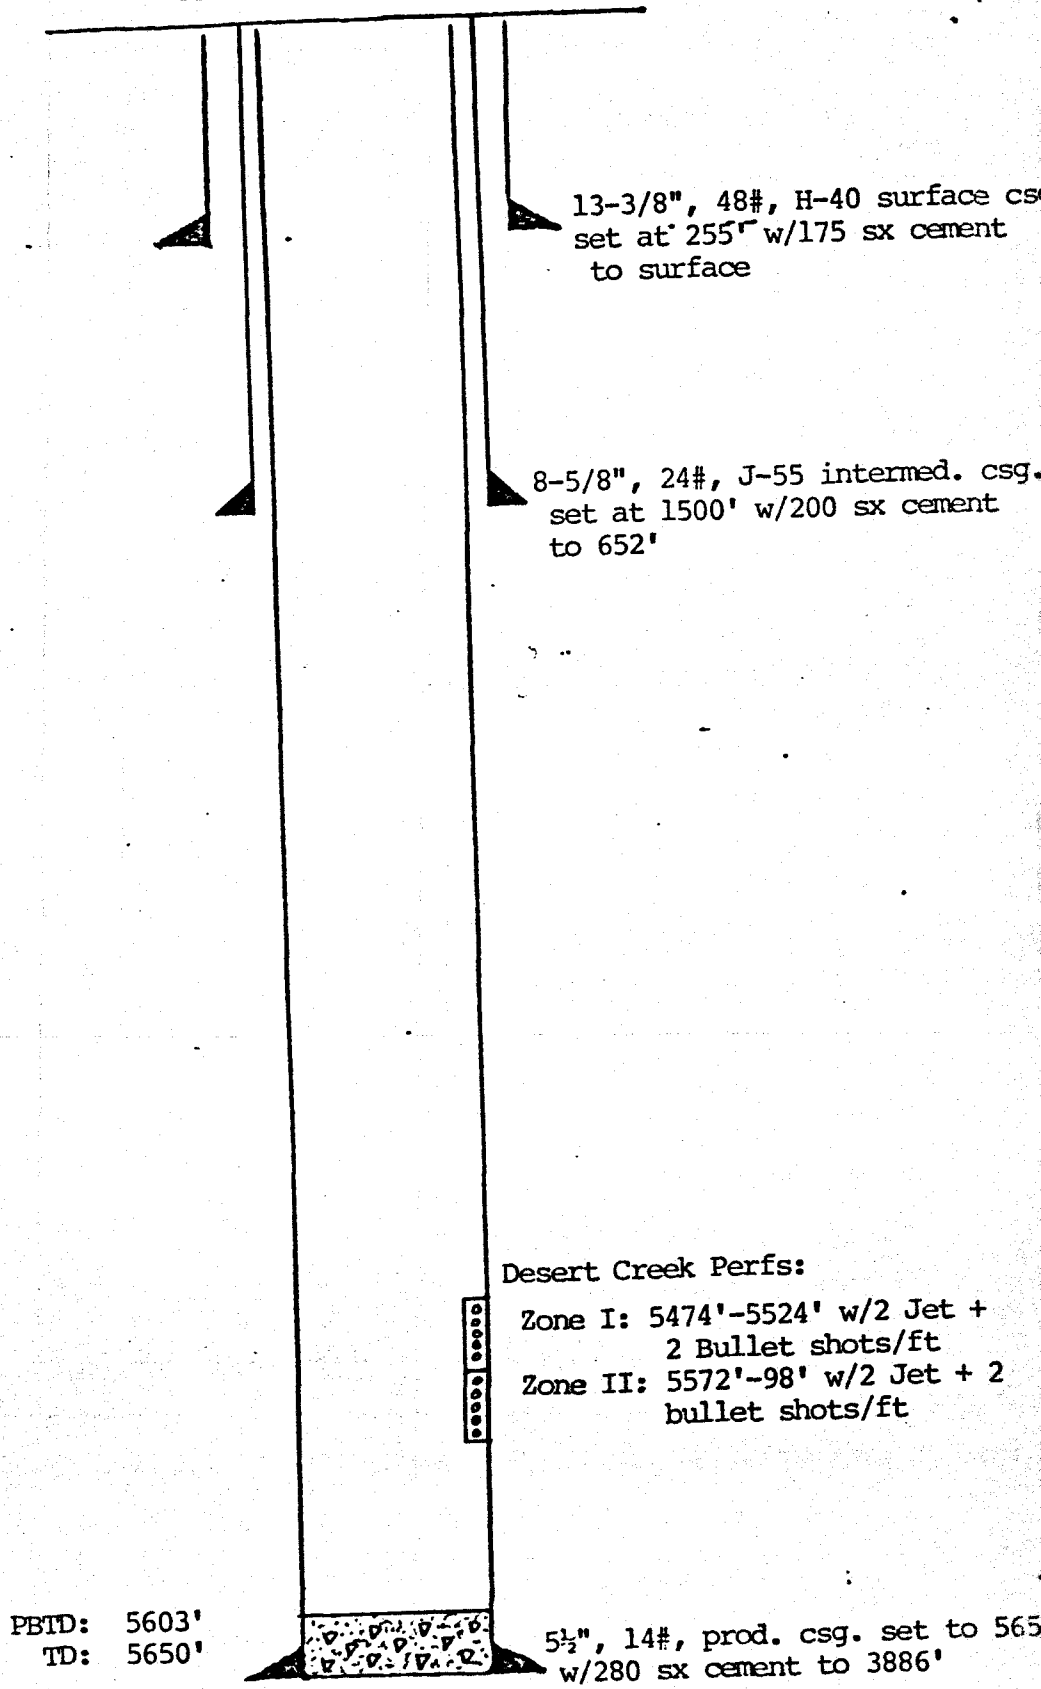 13-3/8", 48#, H-40 surface cs
set at 255' w/175 sx cement
to surface
8-5/8", 24#, J-55 intermed. csg.
set at 1500' w/200 sx cement
to 652'
Desert Creek Perfs:
Zone I: 5474'-5524' w/2 Jet +
2 Bullet shots/ft
Zone II: 5572'-98' w/2 Jet + 2
bullet shots/ft
PBTD: 5603'
TD: 5650'
5½", 14#, prod. csg. set to 565
w/280 sx cement to 3886'